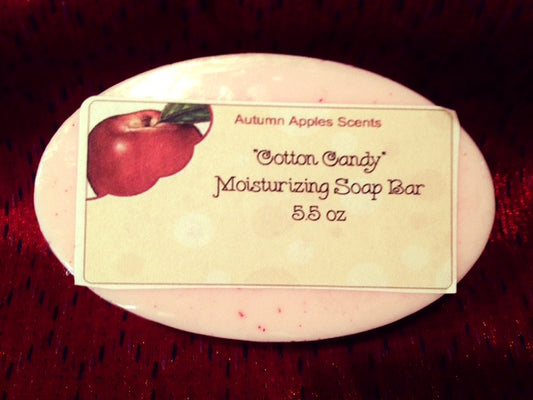 Autumn Apples Scents
"Cotton Candy"
Moisturizing Soap Bar
5.5 oz